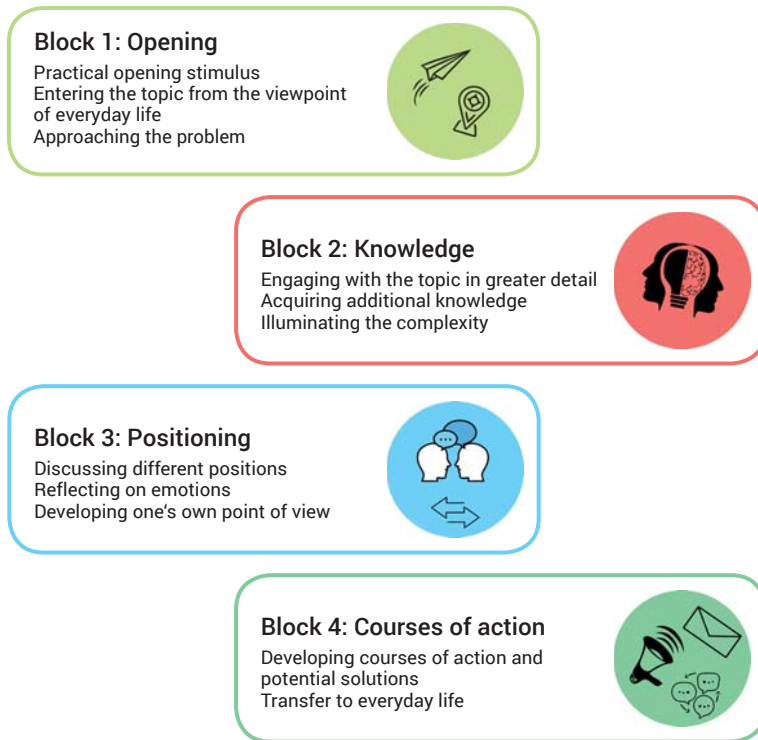 Block 1: Opening
Practical opening stimulus
Entering the topic from the viewpoint
of everyday life
Approaching the problem
Block 2: Knowledge
Engaging with the topic in greater detail
Acquiring additional knowledge
Illuminating the complexity
Block 3: Positioning
Discussing different positions
Reflecting on emotions
Developing one‘s own point of view
Block 4: Courses of action
Developing courses of action and
potential solutions
Transfer to everyday life